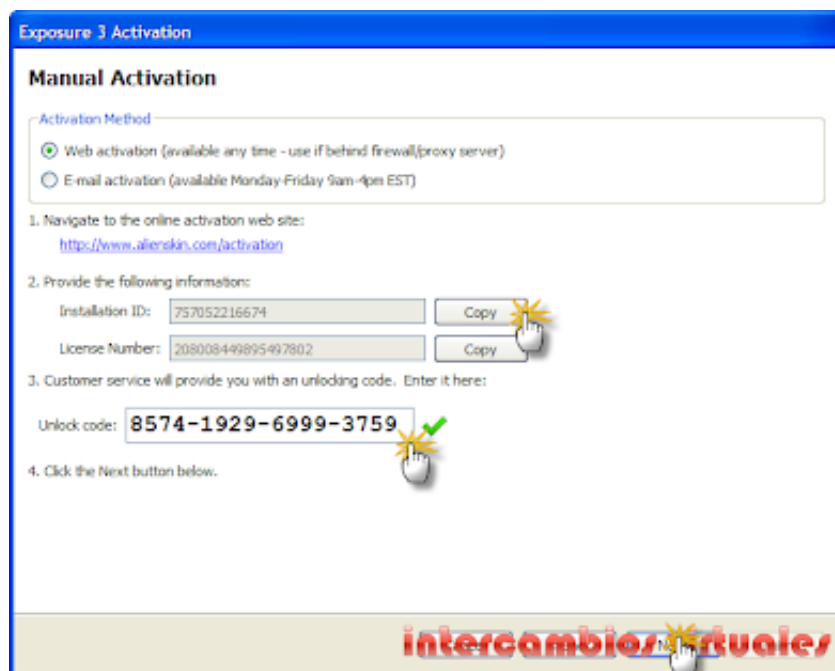 Exposure 3 Activation
Manual Activation
Activation Method
Web activation (available any time - use if behind firewall/proxy server)
E-mail activation (available Monday-Friday 9am-4pm EST)
1. Navigate to the online activation web site:
http://www.alienskin.com/activation
2. Provide the following information:
Installation ID: 757052216674 Copy
License Number: 208008449895497802 Copy
3. Customer service will provide you with an unlocking code. Enter it here:
Unlock code: 8574-1929-6999-3759
4. Click the Next button below.